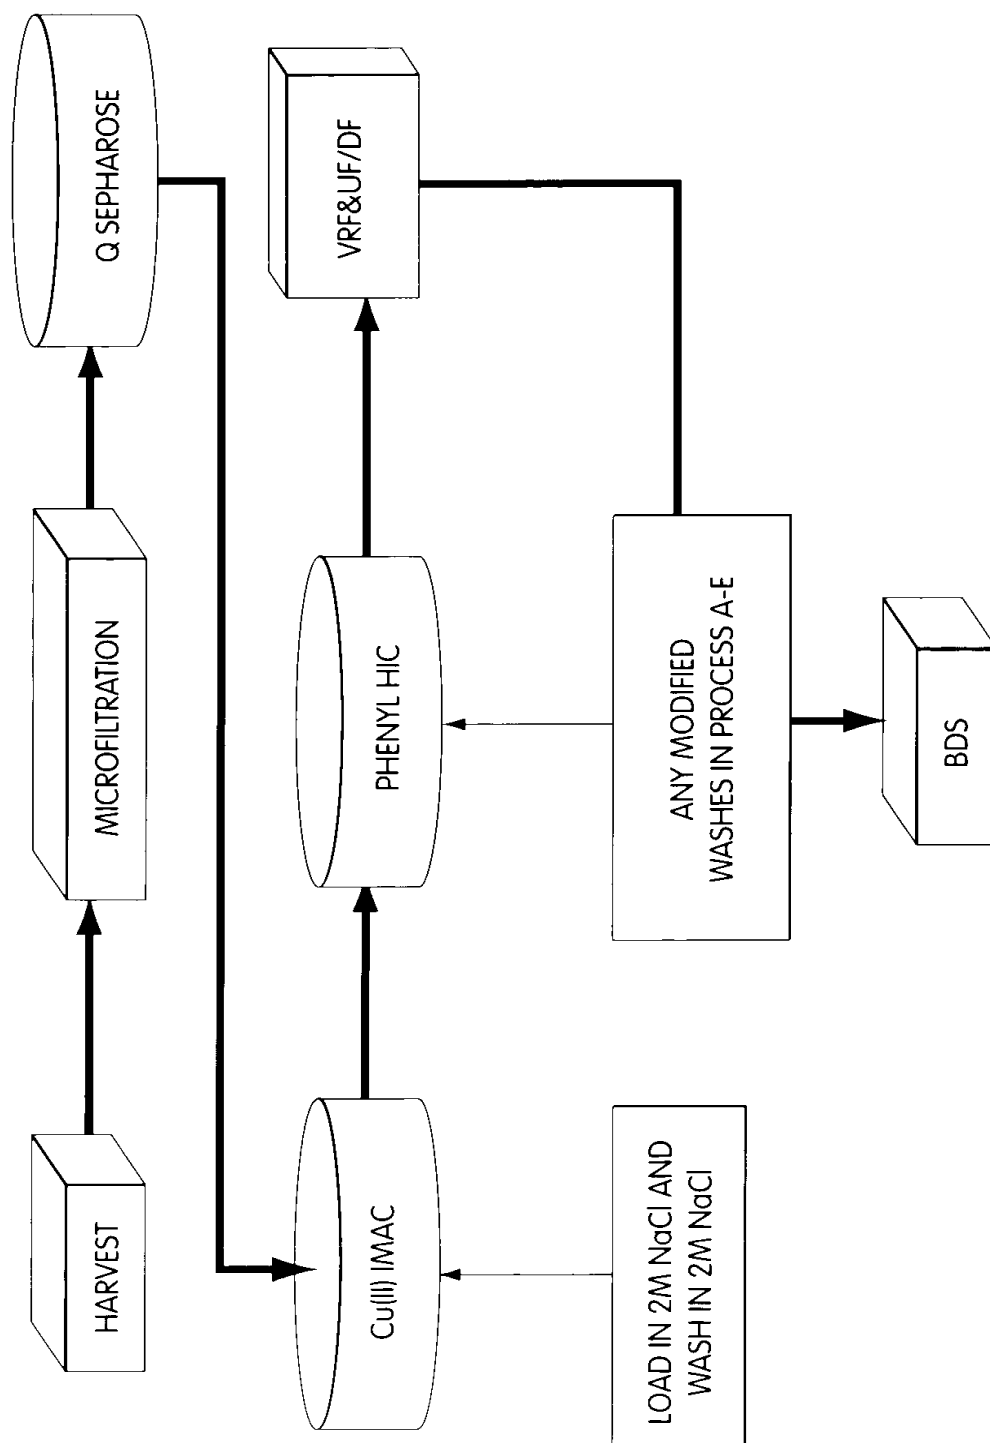 HARVEST
MICROFILTRATION
Q SEPHAROSE
Cu(II) IMAC
PHENYL HIC
VRF&UF/DF
LOAD IN 2M NaCl AND
WASH IN 2M NaCl
ANY MODIFIED
WASHES IN PROCESS A-E
BDS